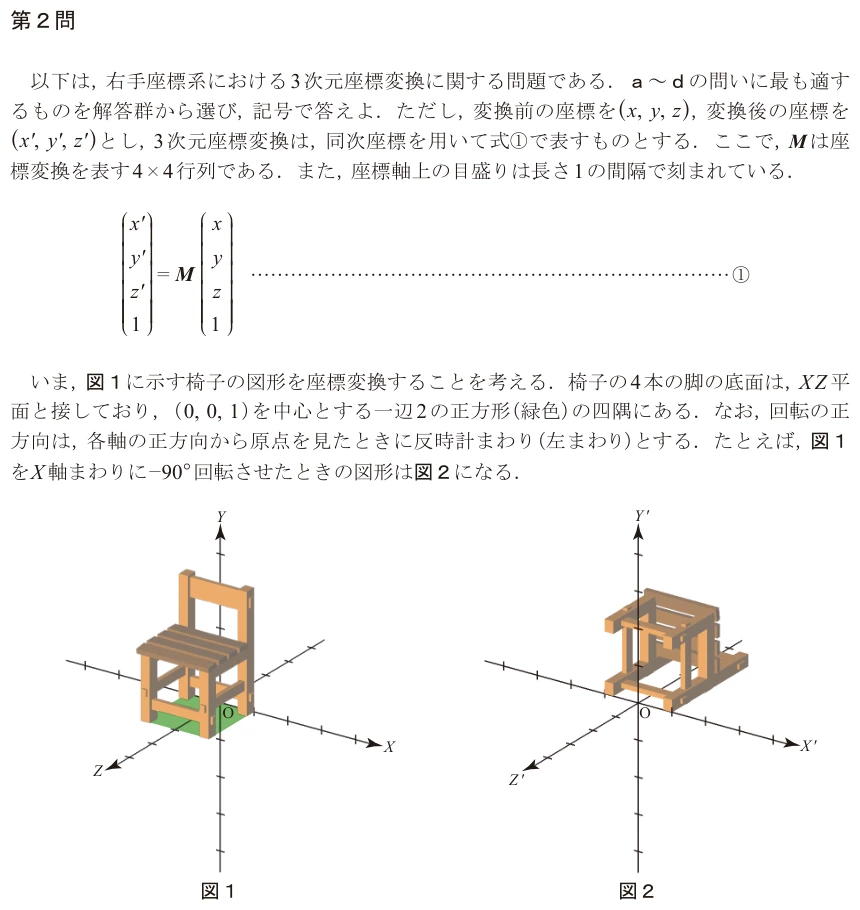 第2問
以下は，右手座標系における3次元座標変換に関する問題である．a～dの問いに最も適す
るものを解答群から選び，記号で答えよ．ただし，変換前の座標を(x, y, z)，変換後の座標を
(x′, y′, z′)とし，3次元座標変換は，同次座標を用いて式①で表すものとする．ここで，Mは座
標変換を表す4×4行列である．また，座標軸上の目盛りは長さ1の間隔で刻まれている．
x′ x
y′ y
= M
z′ z
1 1
……………………………………………………………… ①
いま，図1に示す椅子の図形を座標変換することを考える．椅子の4本の脚の底面は，XZ平
面と接しており，(0, 0, 1)を中心とする一辺2の正方形(緑色)の四隅にある．なお，回転の正
方向は，各軸の正方向から原点を見たときに反時計まわり(左まわり)とする．たとえば，図1
をX軸まわりに−90°回転させたときの図形は図2になる．
Y Y′
O X Z
O X′ Z′
図1 図2